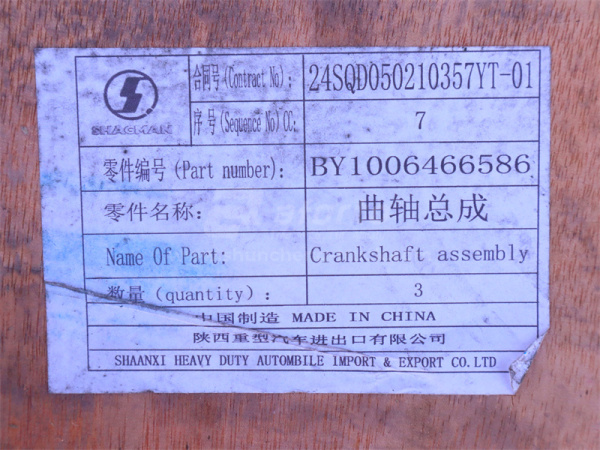 SHACMAN
合同号(Contract No): 24SQD050210357YT-01
序号(Sequence No)CC: 7
零件编号(Part number): BY1006466586
零件名称: 曲轴总成
Name Of Part: Crankshaft assembly
数量(quantity): 3
中国制造 MADE IN CHINA
陕西重型汽车进出口有限公司
SHAANXI HEAVY DUTY AUTOMBILE IMPORT & EXPORT CO.LTD